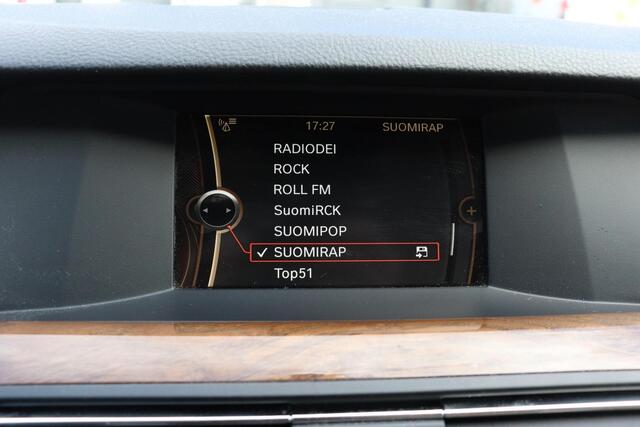 17:27 SUOMIRAP
RADIODEI
ROCK
ROLL FM
SuomiRCK
SUOMIPOP
✓ SUOMIRAP
Top51